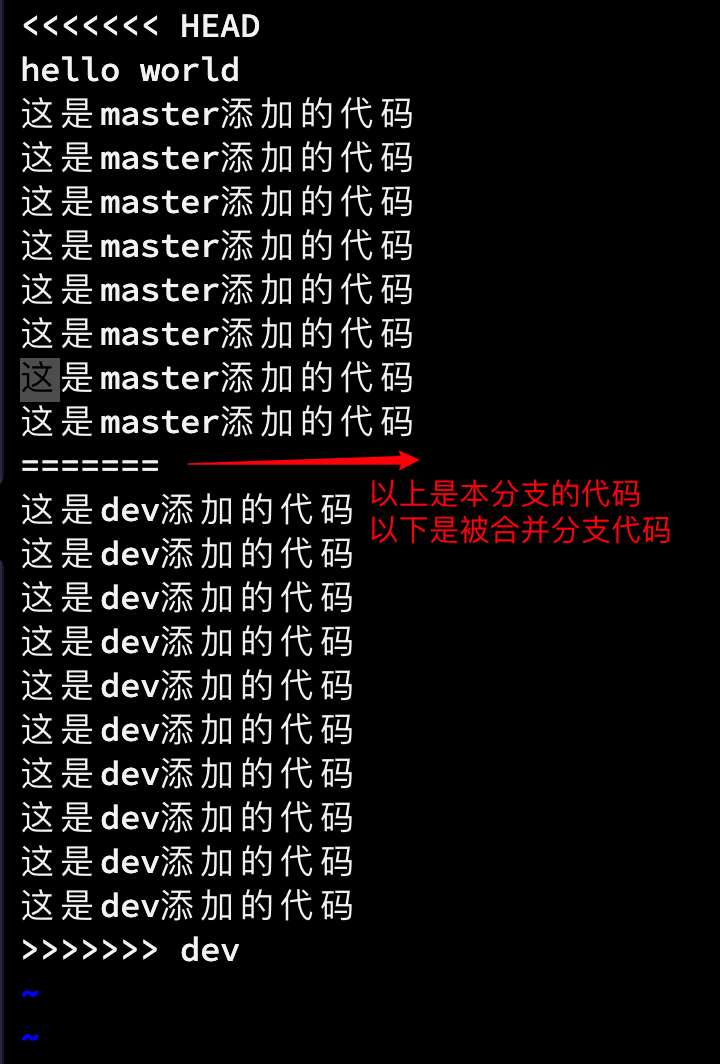 <<<<<<< HEAD
hello world
这是master添加的代码
这是master添加的代码
这是master添加的代码
这是master添加的代码
这是master添加的代码
这是master添加的代码
这是master添加的代码
这是master添加的代码
=======
以上是本分支的代码
以下是被合并分支代码
这是dev添加的代码
这是dev添加的代码
这是dev添加的代码
这是dev添加的代码
这是dev添加的代码
这是dev添加的代码
这是dev添加的代码
这是dev添加的代码
这是dev添加的代码
这是dev添加的代码
>>>>>>> dev
~
~